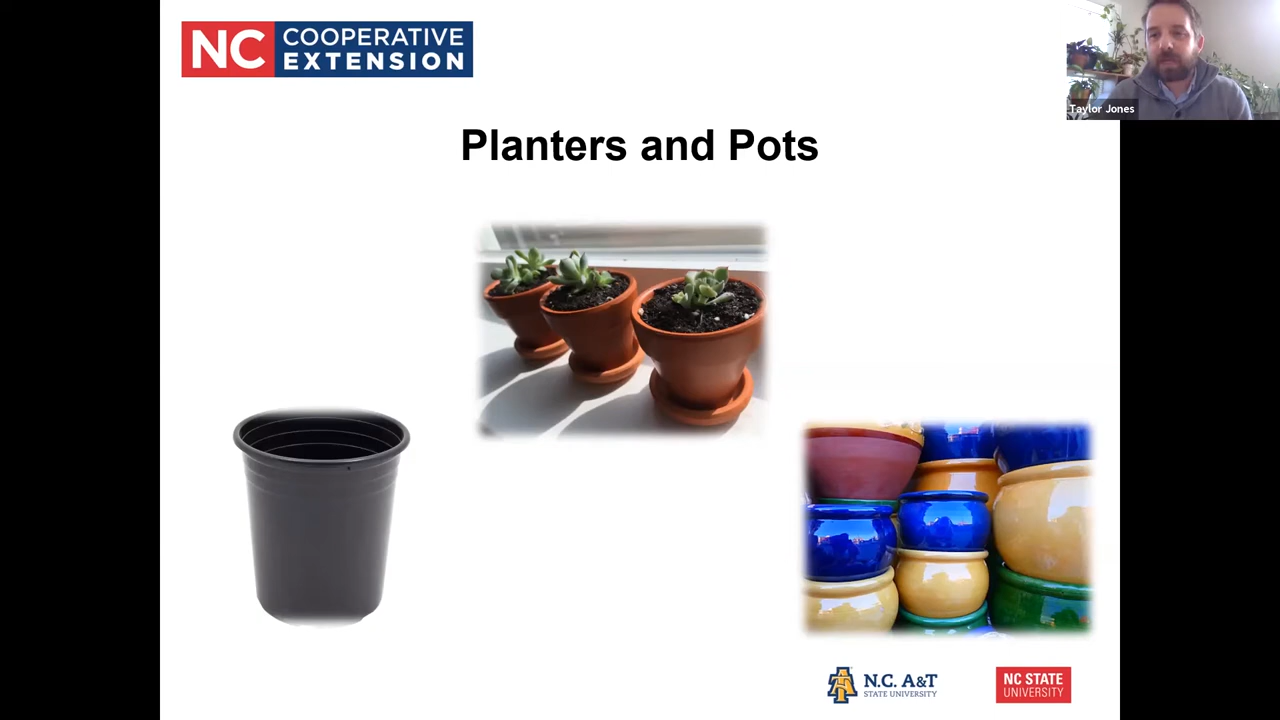 NC COOPERATIVE
EXTENSION
Taylor Jones
Planters and Pots
N.C. A&T
STATE UNIVERSITY
NC STATE
UNIVERSITY